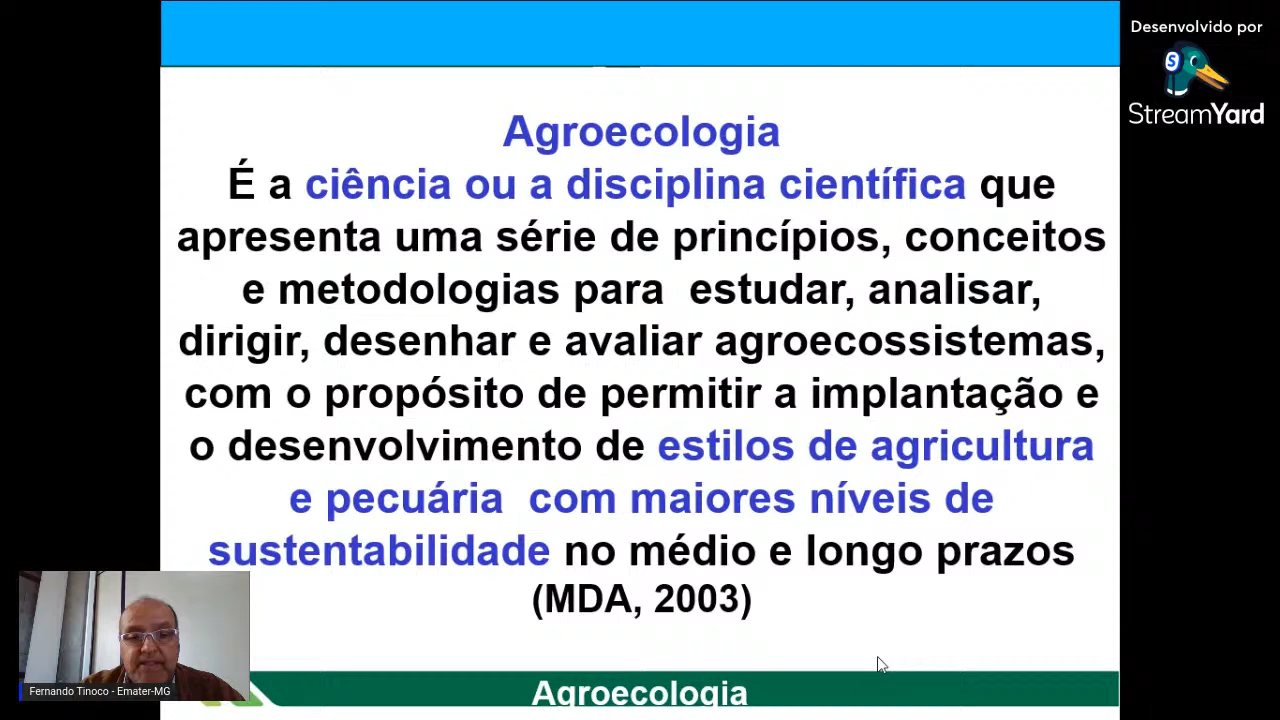 Desenvolvido por
StreamYard
Agroecologia
É a ciência ou a disciplina científica que
apresenta uma série de princípios, conceitos
e metodologias para estudar, analisar,
dirigir, desenhar e avaliar agroecossistemas,
com o propósito de permitir a implantação e
o desenvolvimento de estilos de agricultura
e pecuária com maiores níveis de
sustentabilidade no médio e longo prazos
(MDA, 2003)
Fernando Tinoco - Emater-MG
Agroecologia